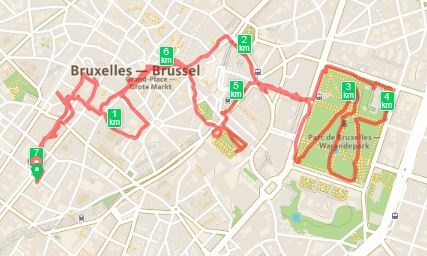 2
km
6
km
Bruxelles — Brussel
Grand-Place —
Grote Markt
5
km
3
km
4
km
1
km
Parc de Bruxelles —
Warandepark
7